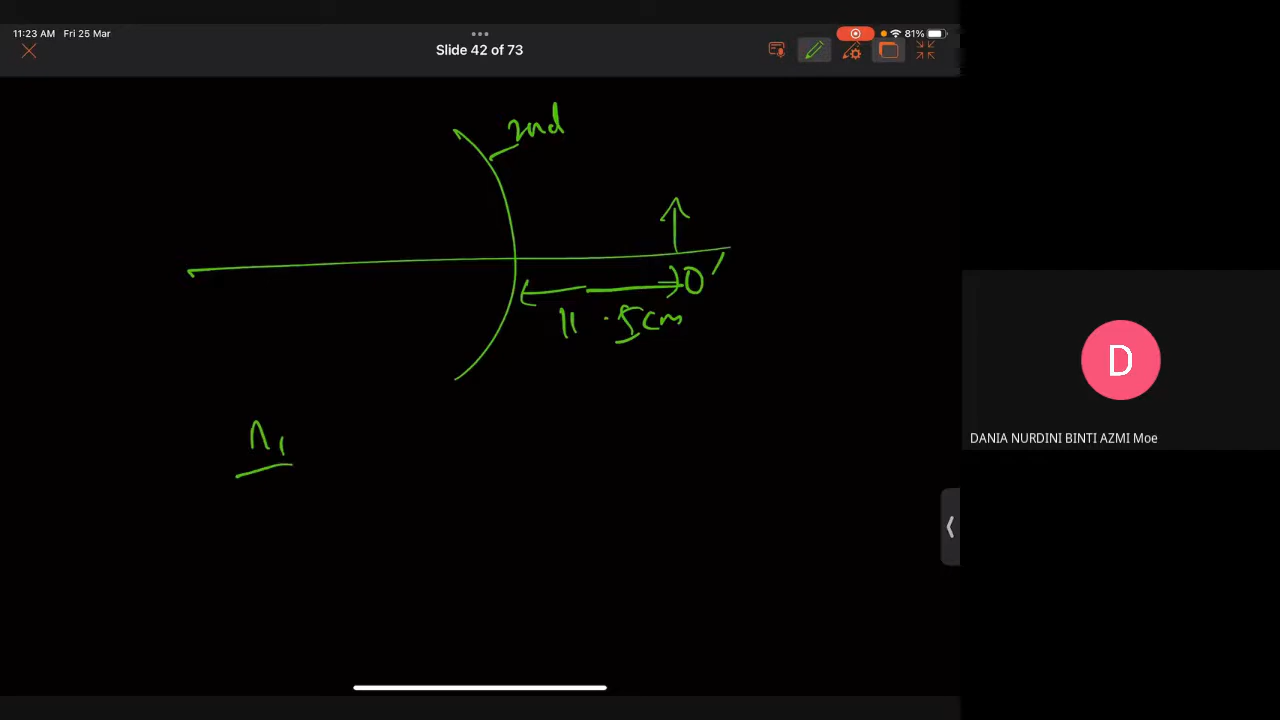 11:23 AM Fri 25 Mar
81%
Slide 42 of 73
2nd
O'
11.5cm
n₁
D
DANIA NURDINI BINTI AZMI Moe